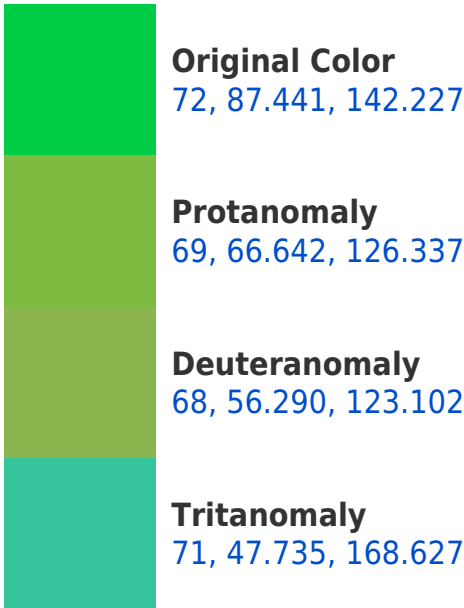 Original Color
72, 87.441, 142.227
Protanomaly
69, 66.642, 126.337
Deuteranomaly
68, 56.290, 123.102
Tritanomaly
71, 47.735, 168.627